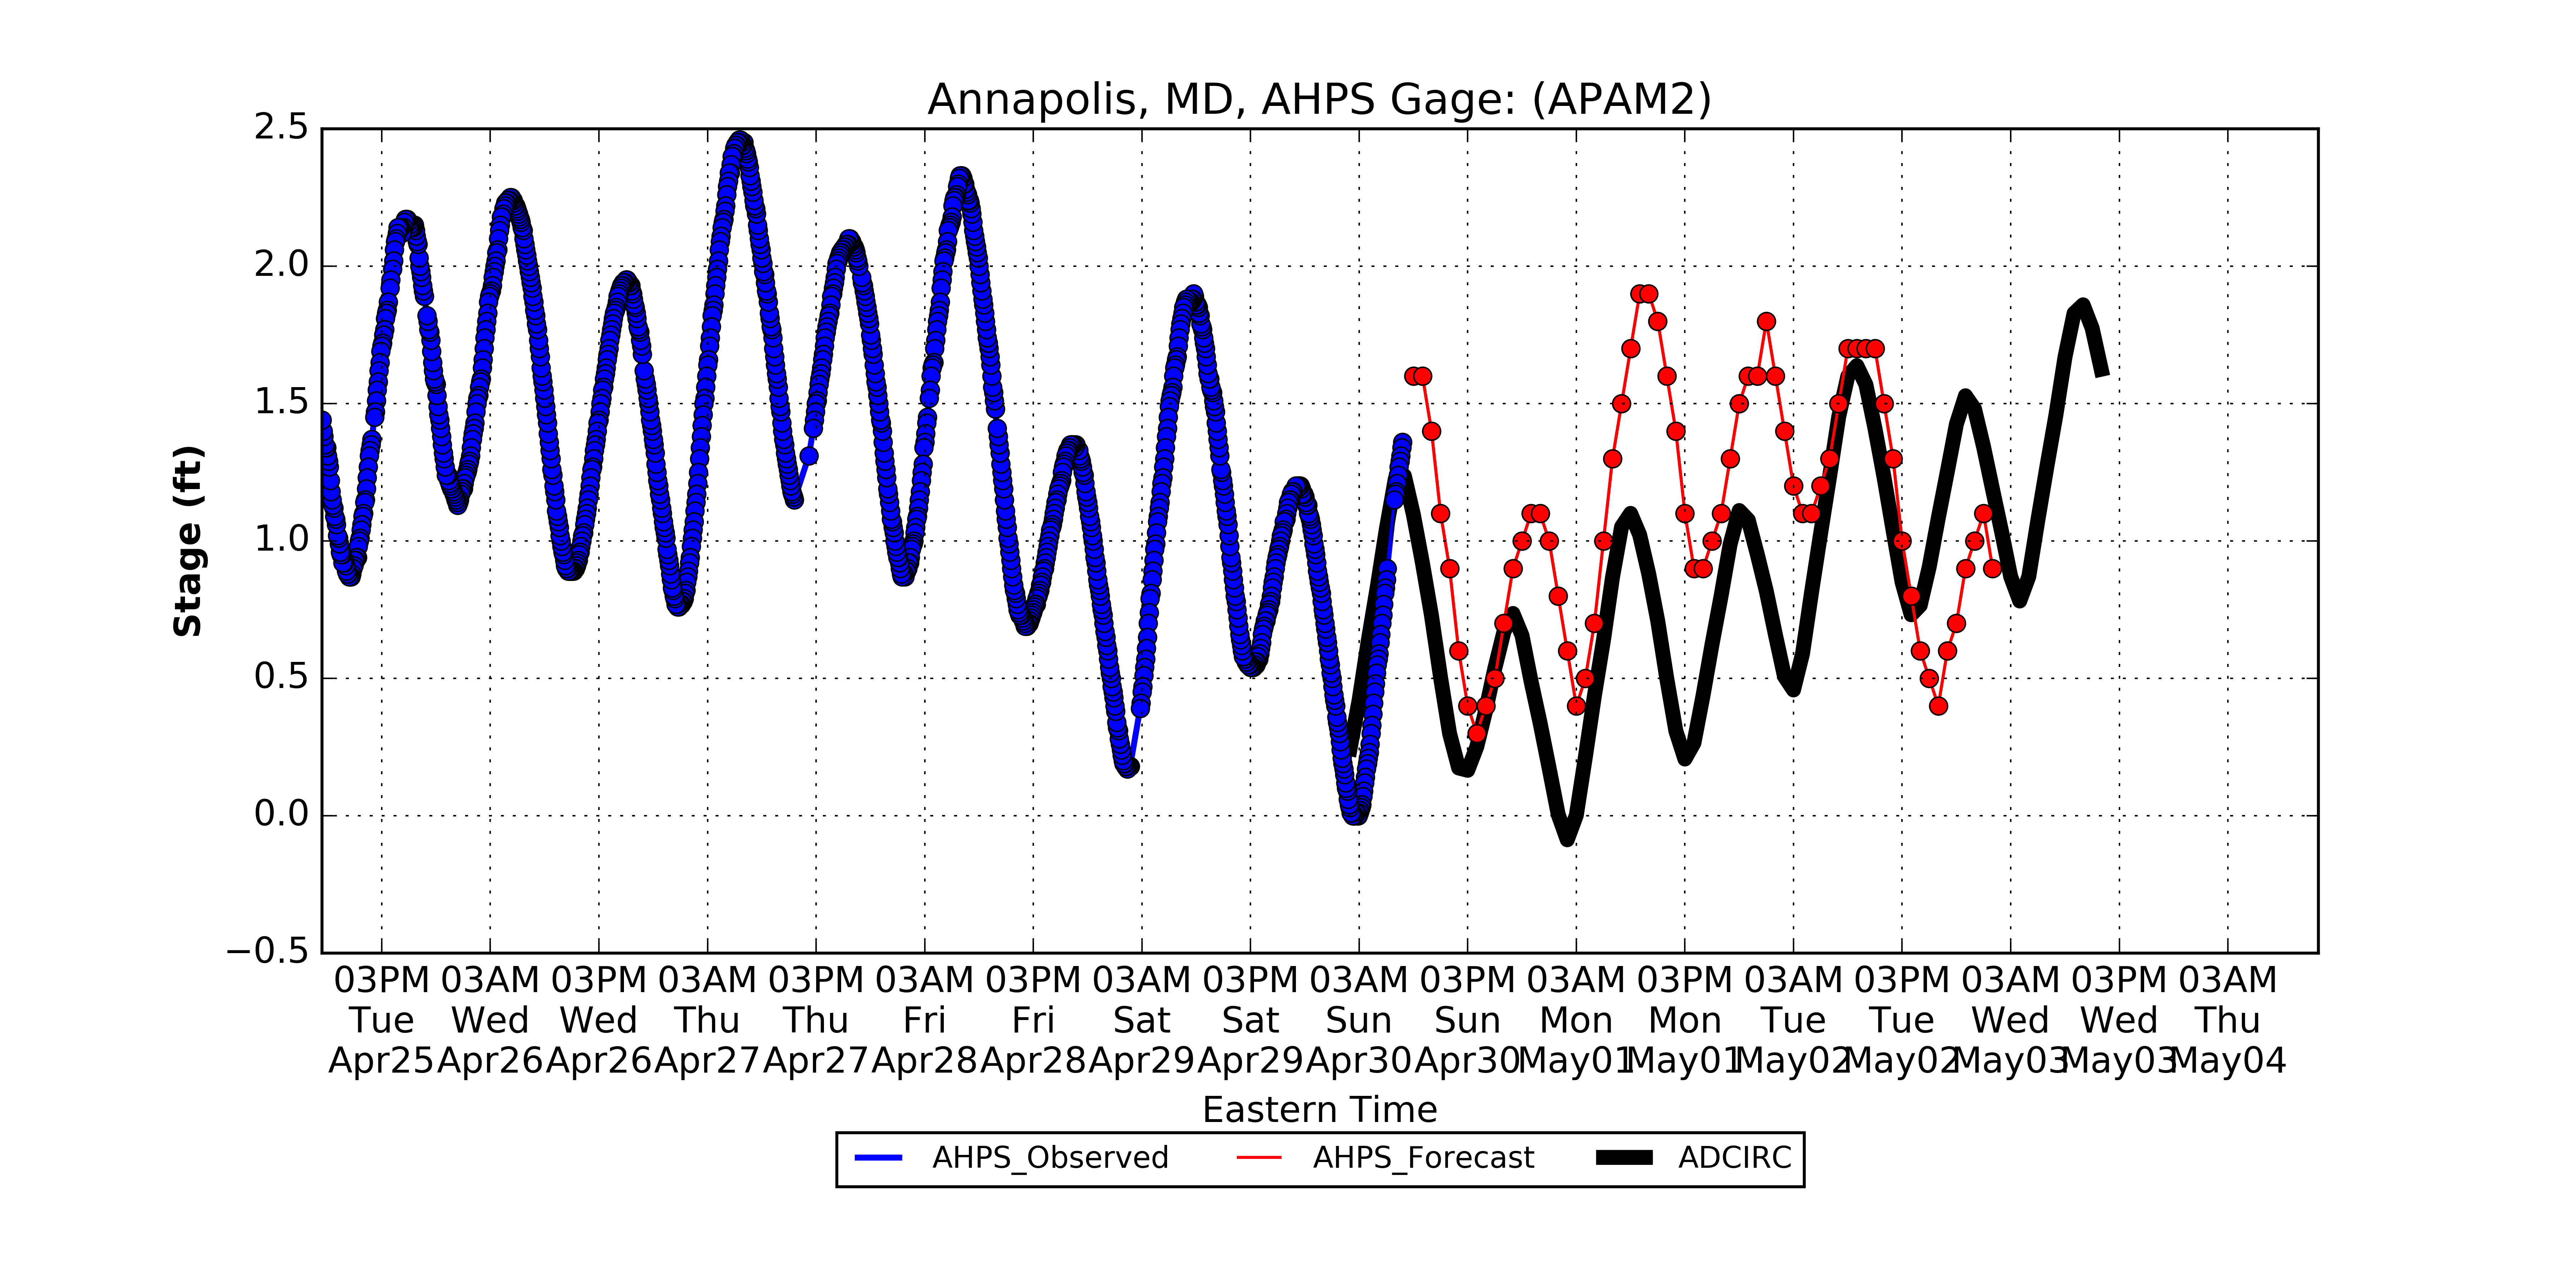 Annapolis, MD, AHPS Gage: (APAM2)
2.5
2.0
1.5
1.0
0.5
0.0
−0.5
Stage (ft)
03PM 03AM 03PM 03AM 03PM 03AM 03PM 03AM 03PM 03AM 03PM 03AM 03PM 03AM 03PM 03AM 03PM 03AM
Tue Wed Wed Thu Thu Fri Fri Sat Sat Sun Sun Mon Mon Tue Tue Wed Wed Thu
Apr25 Apr26 Apr26 Apr27 Apr27 Apr28 Apr28 Apr29 Apr29 Apr30 Apr30 May01 May01 May02 May02 May03 May03 May04
Eastern Time
AHPS_Observed AHPS_Forecast ADCIRC